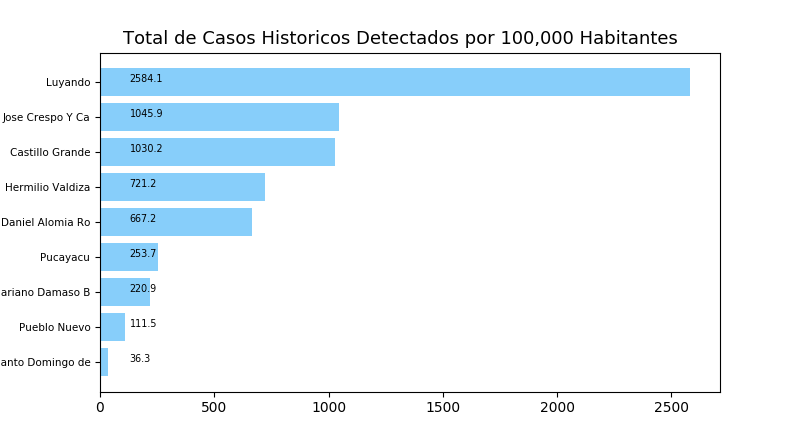 Total de Casos Historicos Detectados por 100,000 Habitantes
Luyando 2584.1
Jose Crespo Y Ca 1045.9
Castillo Grande 1030.2
Hermilio Valdiza 721.2
Daniel Alomia Ro 667.2
Pucayacu 253.7
ariano Damaso B 220.9
Pueblo Nuevo 111.5
anto Domingo de 36.3
0 500 1000 1500 2000 2500